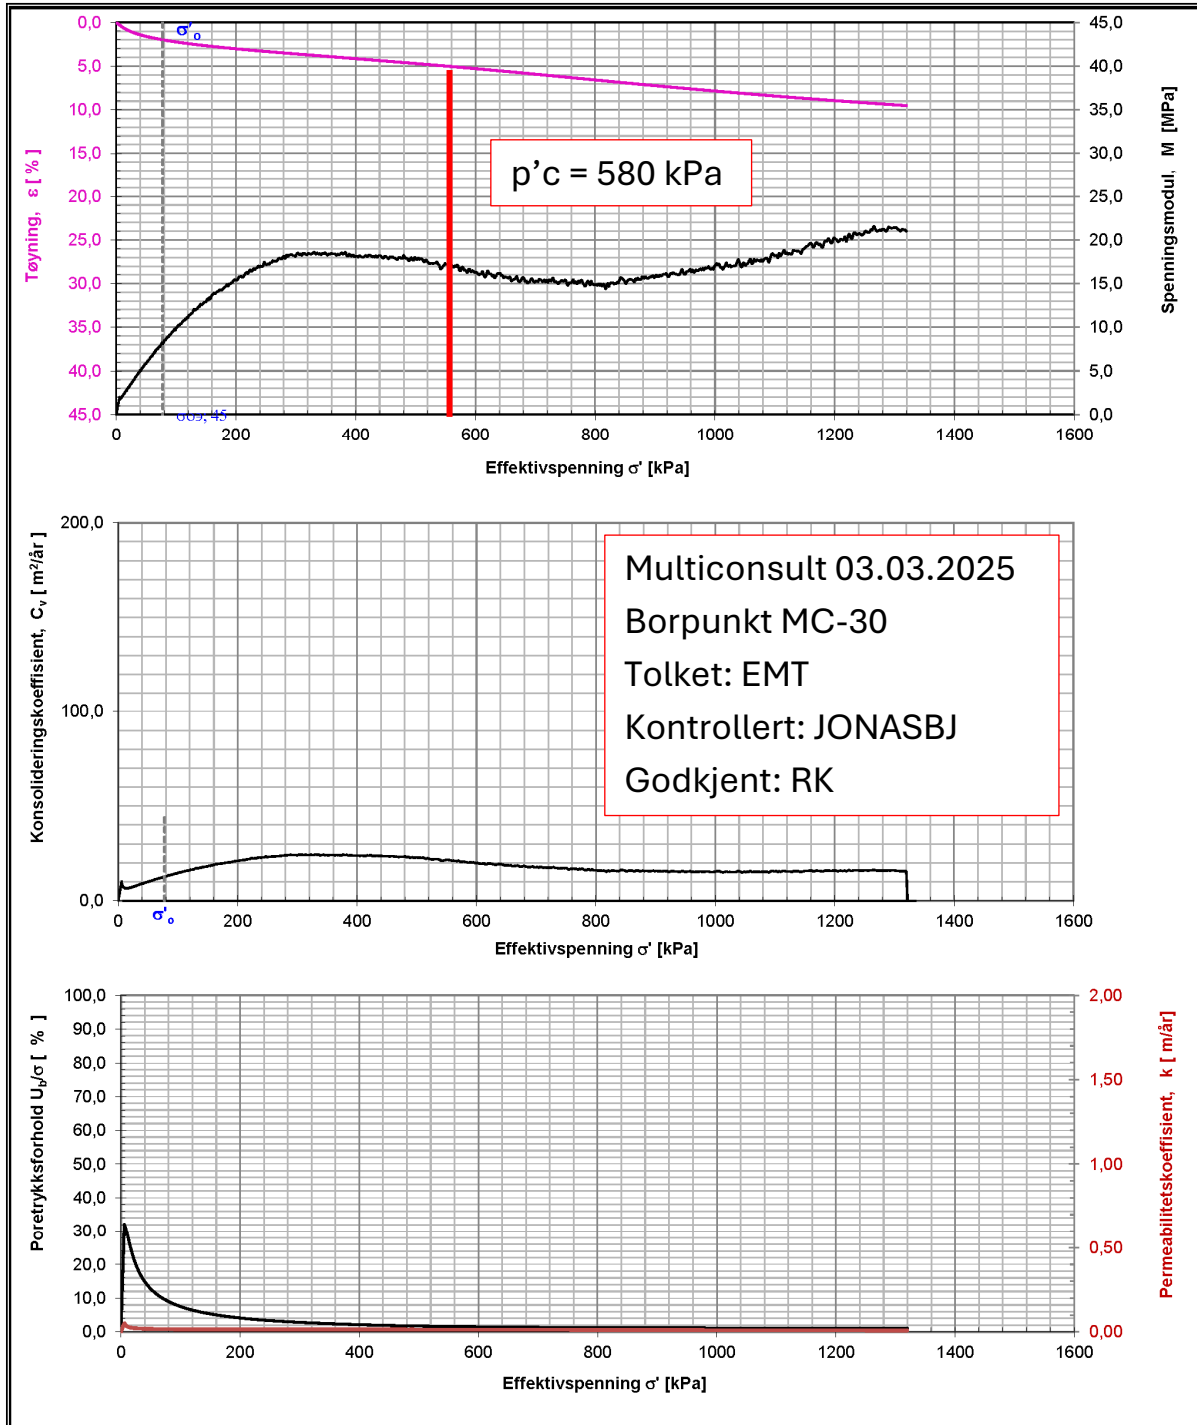 0,0
5,0
10,0
15,0
20,0
25,0
30,0
35,0
40,0
45,0
Tøyning, ε [ % ]
σ'o
p'c = 580 kPa
45,0
40,0
35,0
30,0
25,0
20,0
15,0
10,0
5,0
0,0
Spenningsmodul, M [MPa]
0 200 400 600 800 1000 1200 1400 1600
Effektivspenning σ' [kPa]
200,0
100,0
0,0
Konsolideringskoeffisient, Cv [ m²/år ]
Multiconsult 03.03.2025
Borpunkt MC-30
Tolket: EMT
Kontrollert: JONASBJ
Godkjent: RK
σ'o
0 200 400 600 800 1000 1200 1400 1600
Effektivspenning σ' [kPa]
100,0
90,0
80,0
70,0
60,0
50,0
40,0
30,0
20,0
10,0
0,0
Poretrykksforhold Ub/σ [ % ]
2,00
1,50
1,00
0,50
0,00
Permeabilitetskoeffisient, k [ m/år]
0 200 400 600 800 1000 1200 1400 1600
Effektivspenning σ' [kPa]